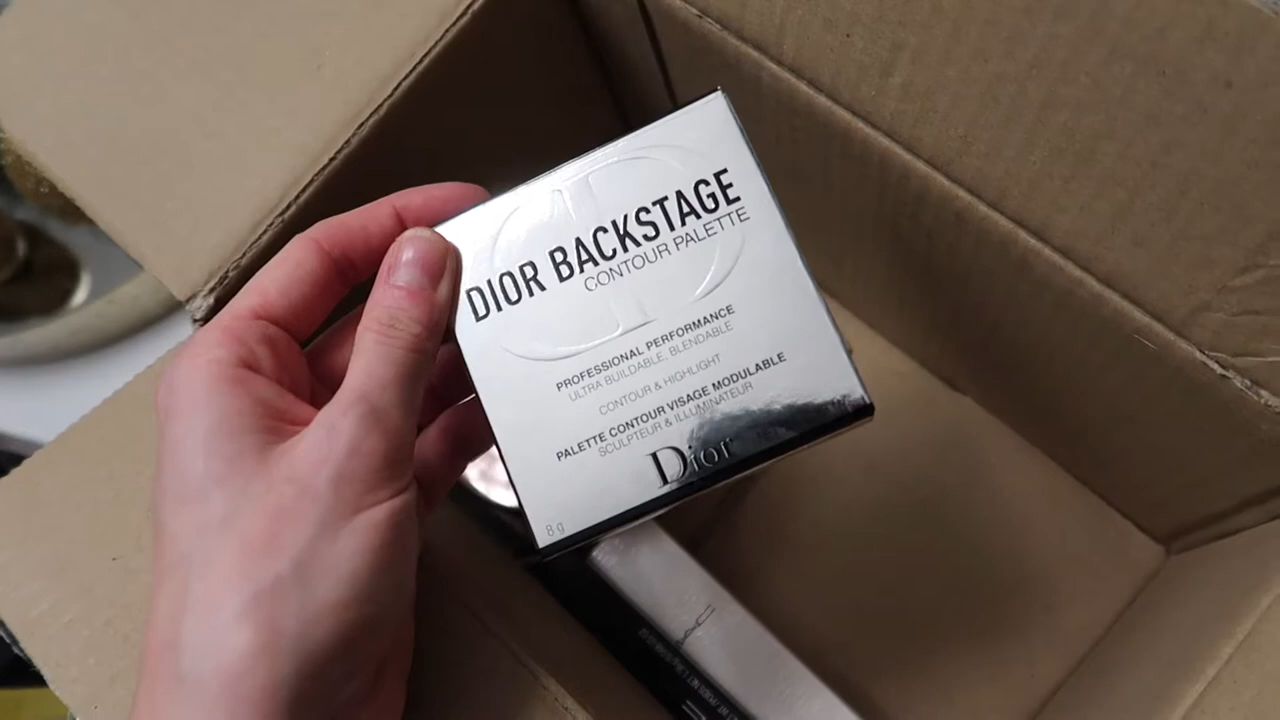 DIOR BACKSTAGE
CONTOUR PALETTE
PROFESSIONAL PERFORMANCE
ULTRA BUILDABLE, BLENDABLE
CONTOUR & HIGHLIGHT
PALETTE CONTOUR VISAGE MODULABLE
SCULPTEUR & ILLUMINATEUR
Dior
8 g